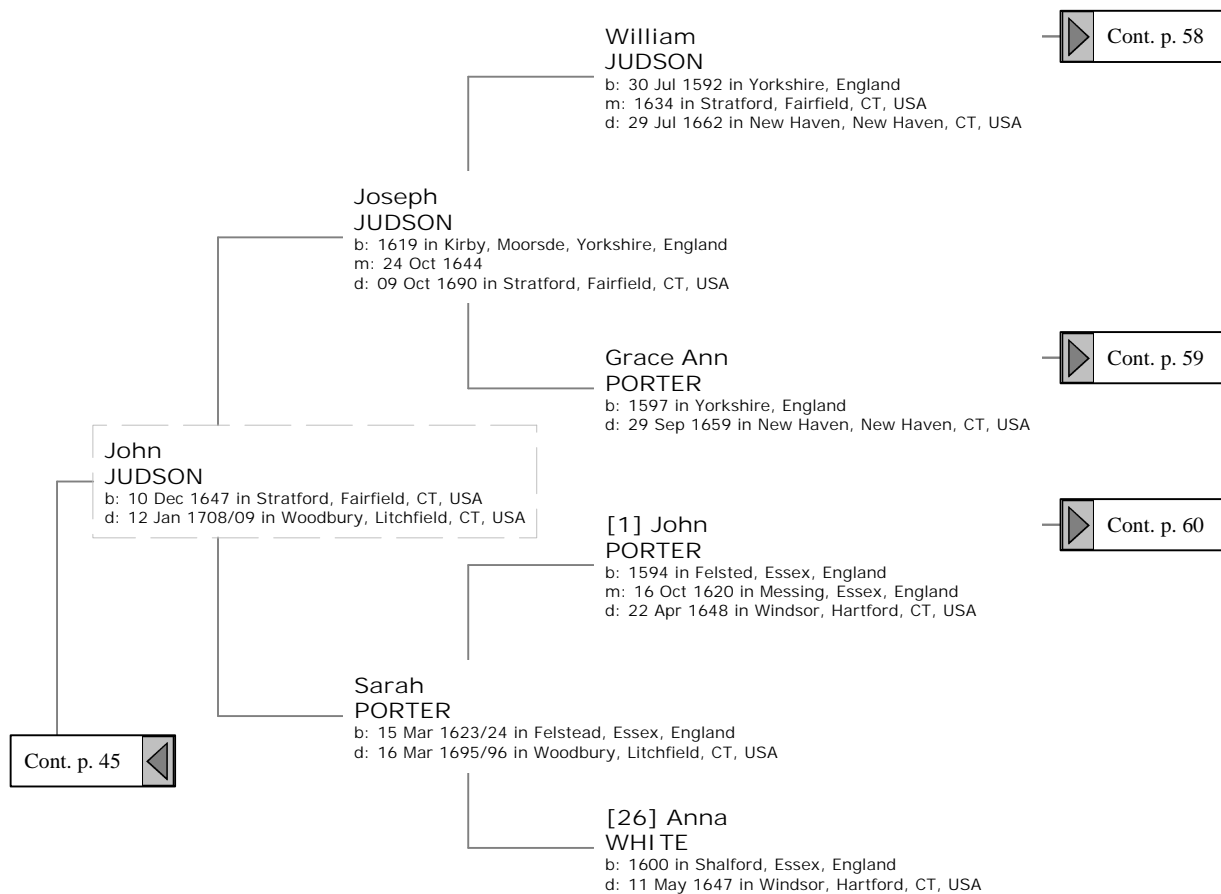 William
JUDSON
b: 30 Jul 1592 in Yorkshire, England
m: 1634 in Stratford, Fairfield, CT, USA
d: 29 Jul 1662 in New Haven, New Haven, CT, USA
Cont. p. 58
Joseph
JUDSON
b: 1619 in Kirby, Moorsde, Yorkshire, England
m: 24 Oct 1644
d: 09 Oct 1690 in Stratford, Fairfield, CT, USA
Grace Ann
PORTER
b: 1597 in Yorkshire, England
d: 29 Sep 1659 in New Haven, New Haven, CT, USA
Cont. p. 59
John
JUDSON
b: 10 Dec 1647 in Stratford, Fairfield, CT, USA
d: 12 Jan 1708/09 in Woodbury, Litchfield, CT, USA
[1] John
PORTER
b: 1594 in Felsted, Essex, England
m: 16 Oct 1620 in Messing, Essex, England
d: 22 Apr 1648 in Windsor, Hartford, CT, USA
Cont. p. 60
Sarah
PORTER
b: 15 Mar 1623/24 in Felstead, Essex, England
d: 16 Mar 1695/96 in Woodbury, Litchfield, CT, USA
Cont. p. 45
[26] Anna
WHITE
b: 1600 in Shalford, Essex, England
d: 11 May 1647 in Windsor, Hartford, CT, USA